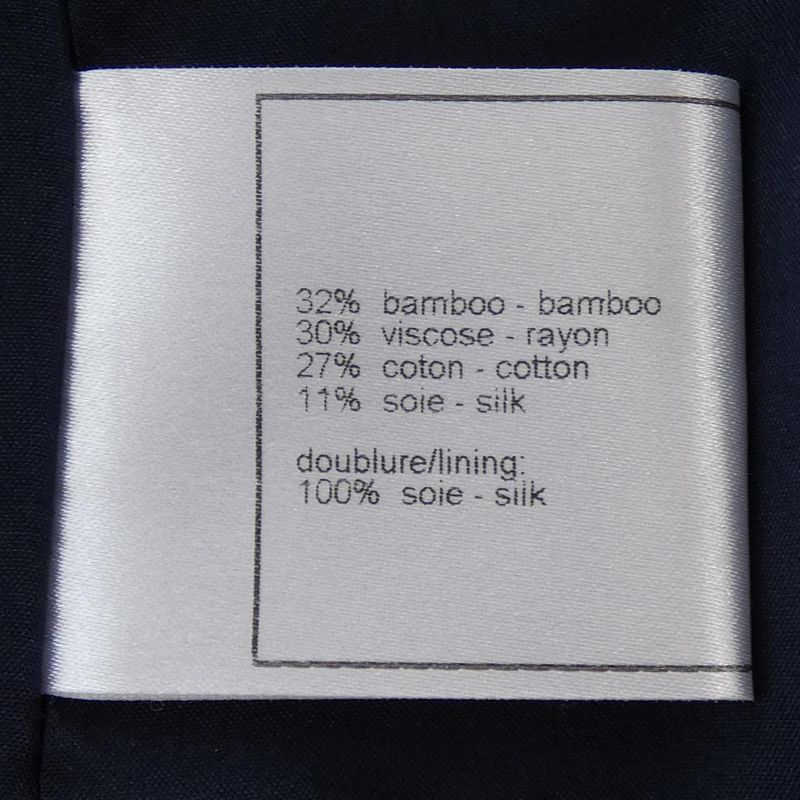 32% bamboo - bamboo
30% viscose - rayon
27% coton - cotton
11% soie - silk
doublure/lining:
100% soie - silk